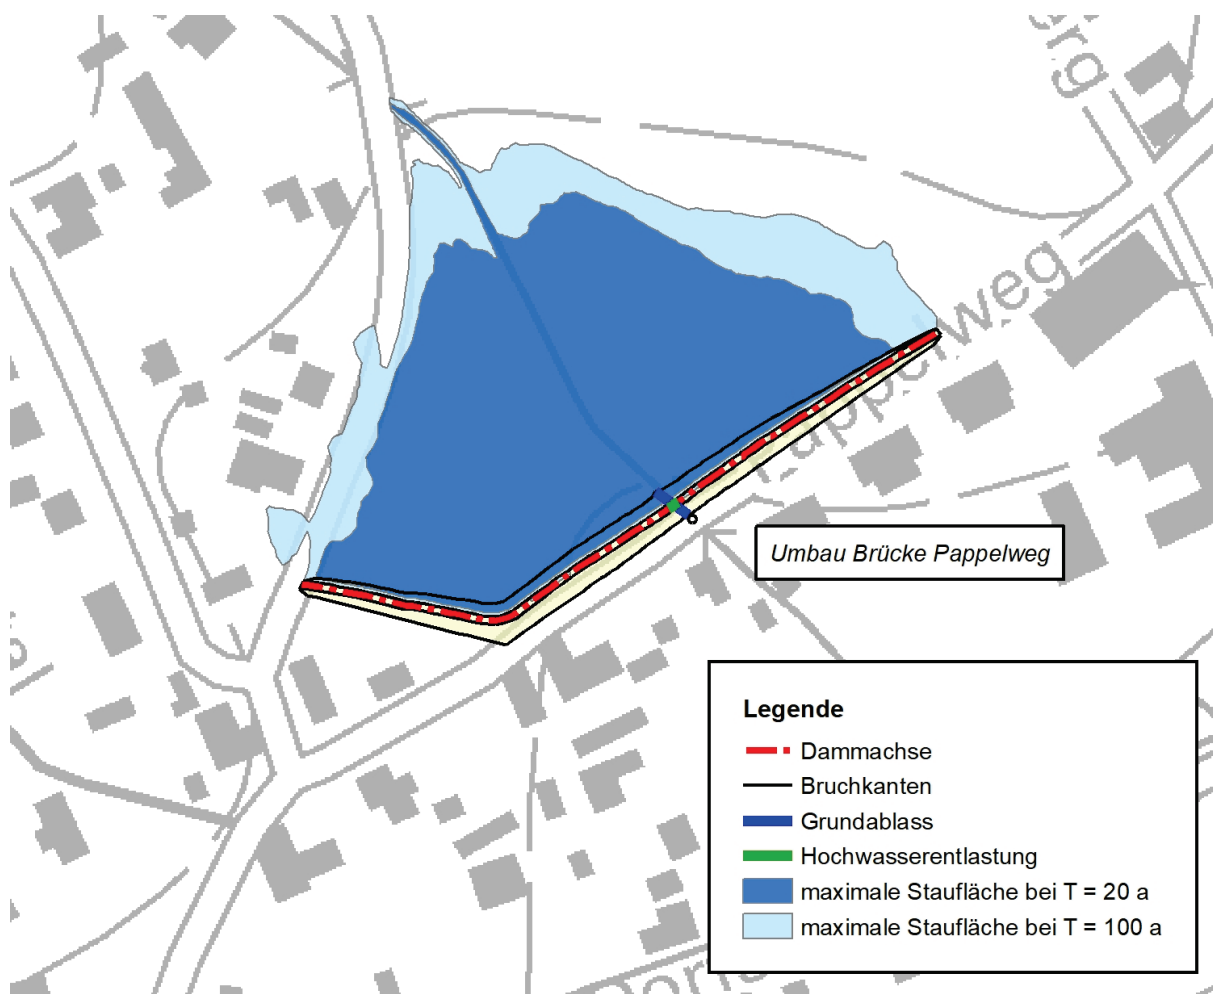 Pappelweg
Umbau Brücke Pappelweg
Legende
Dammachse
Bruchkanten
Grundablass
Hochwasserentlastung
maximale Staufläche bei T = 20 a
maximale Staufläche bei T = 100 a